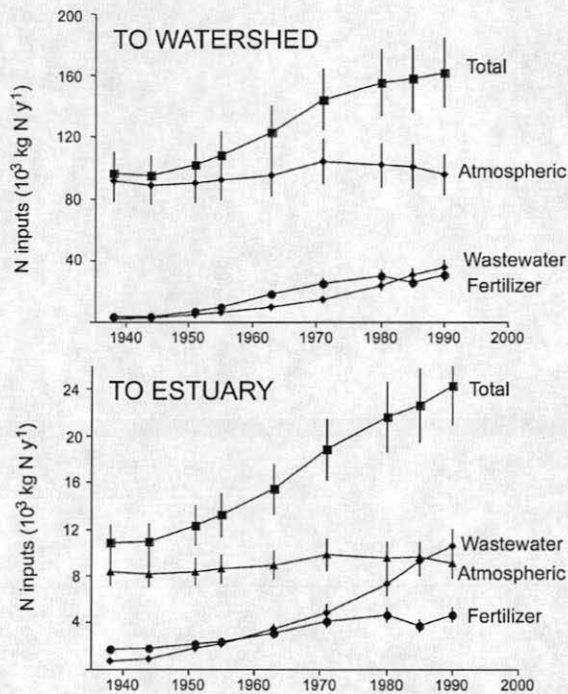 TO WATERSHED
N inputs (10³ kg N y¹)
200
160
120
80
40
Total
Atmospheric
Wastewater
Fertilizer
1940 1950 1960 1970 1980 1990 2000
TO ESTUARY
N inputs (10³ kg N y¹)
24
20
16
12
8
4
Total
Wastewater
Atmospheric
Fertilizer
1940 1950 1960 1970 1980 1990 2000